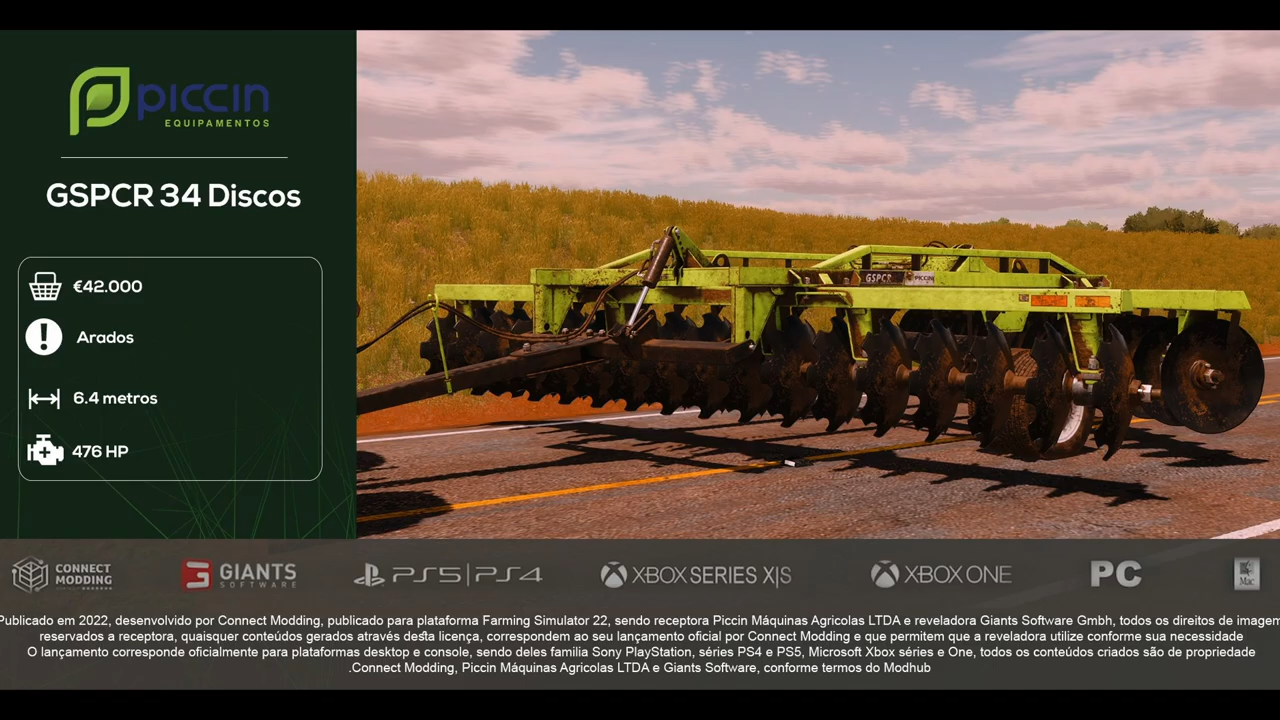 piccin
EQUIPAMENTOS
GSPCR 34 Discos
€42.000
Arados
6.4 metros
476 HP
GSPCR PICCIN
CONNECT
MODDING
GIANTS
SOFTWARE
PS5|PS4
XBOX SERIES X|S
XBOX ONE
PC
Mac
Publicado em 2022, desenvolvido por Connect Modding, publicado para plataforma Farming Simulator 22, sendo receptora Piccin Máquinas Agricolas LTDA e reveladora Giants Software Gmbh, todos os direitos de imagem
reservados a receptora, quaisquer conteúdos gerados através desta licença, correspondem ao seu lançamento oficial por Connect Modding e que permitem que a reveladora utilize conforme sua necessidade
O lançamento corresponde oficialmente para plataformas desktop e console, sendo deles familia Sony PlayStation, séries PS4 e PS5, Microsoft Xbox séries e One, todos os conteúdos criados são de propriedade
.Connect Modding, Piccin Máquinas Agricolas LTDA e Giants Software, conforme termos do Modhub